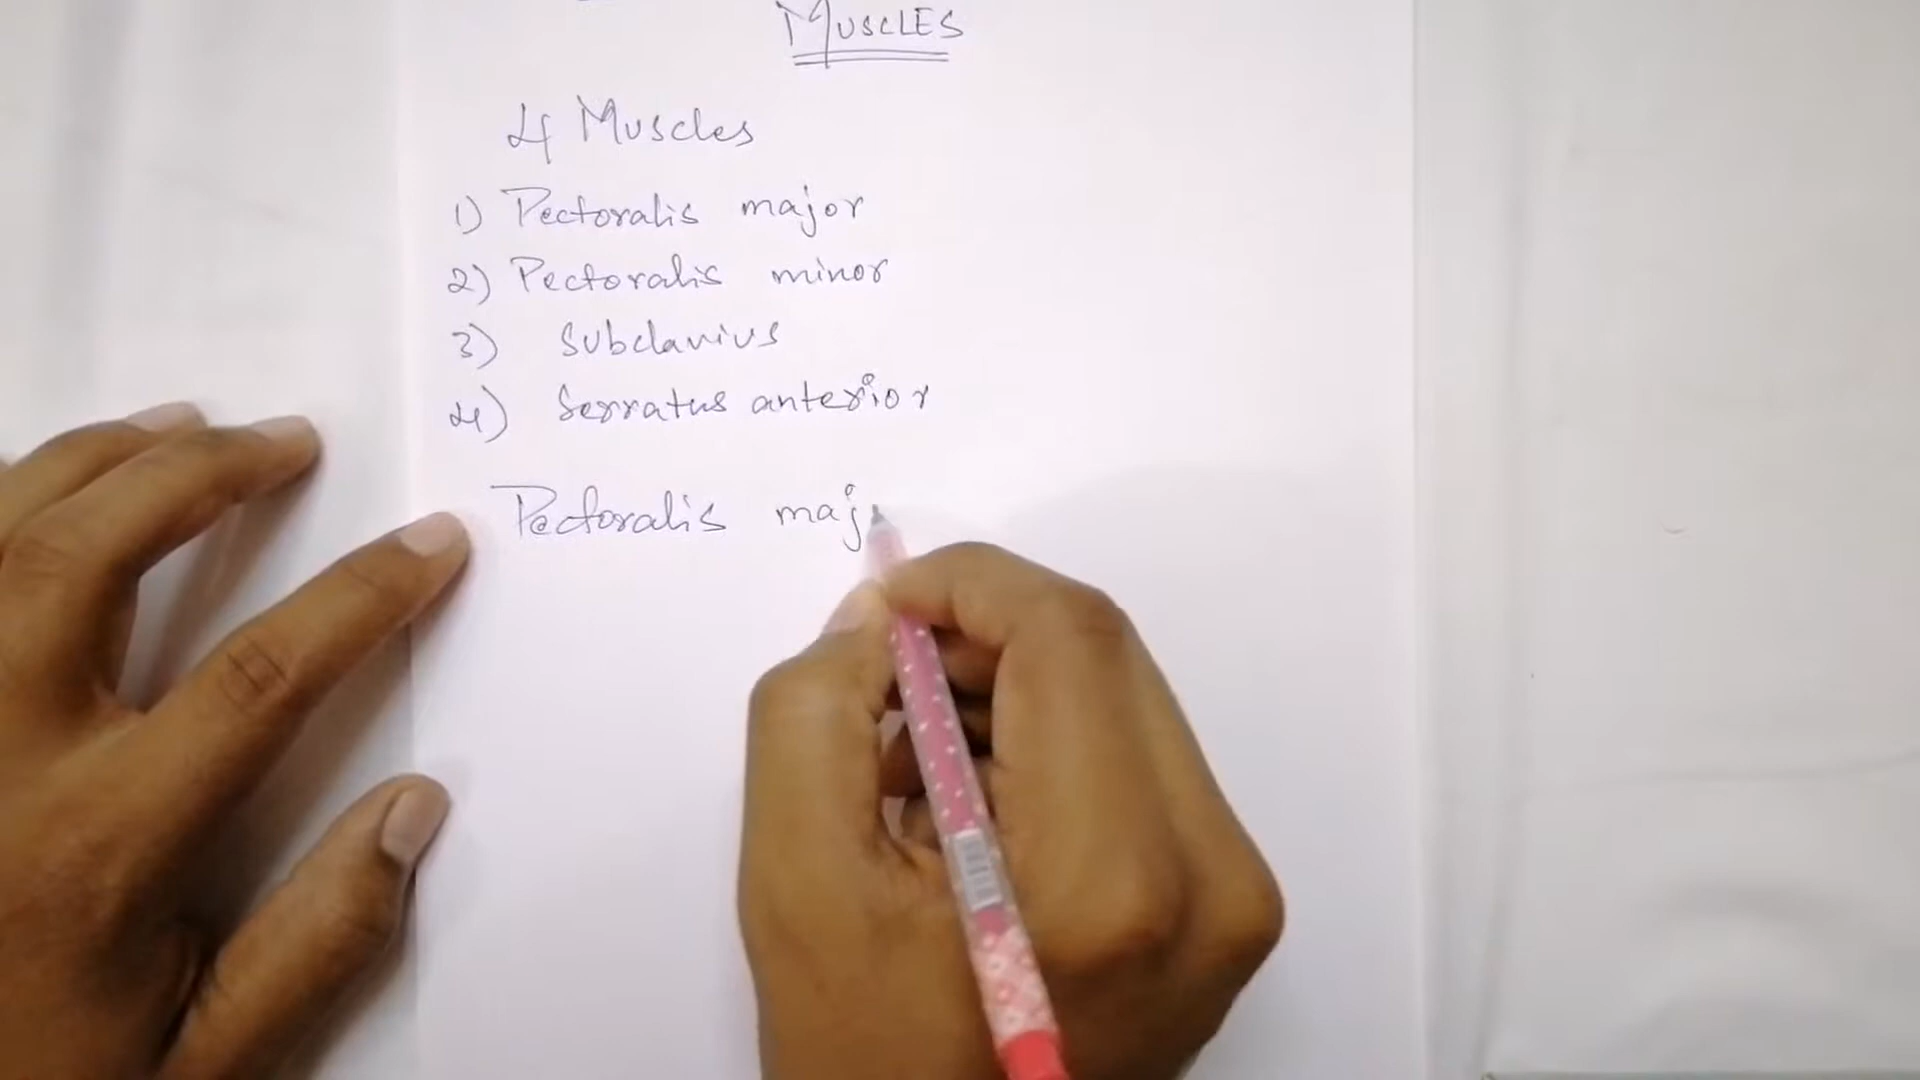 MUSCLES
4 Muscles
1) Pectoralis major
2) Pectoralis minor
3) Subclavius
4) Serratus anterior
Pectoralis maj